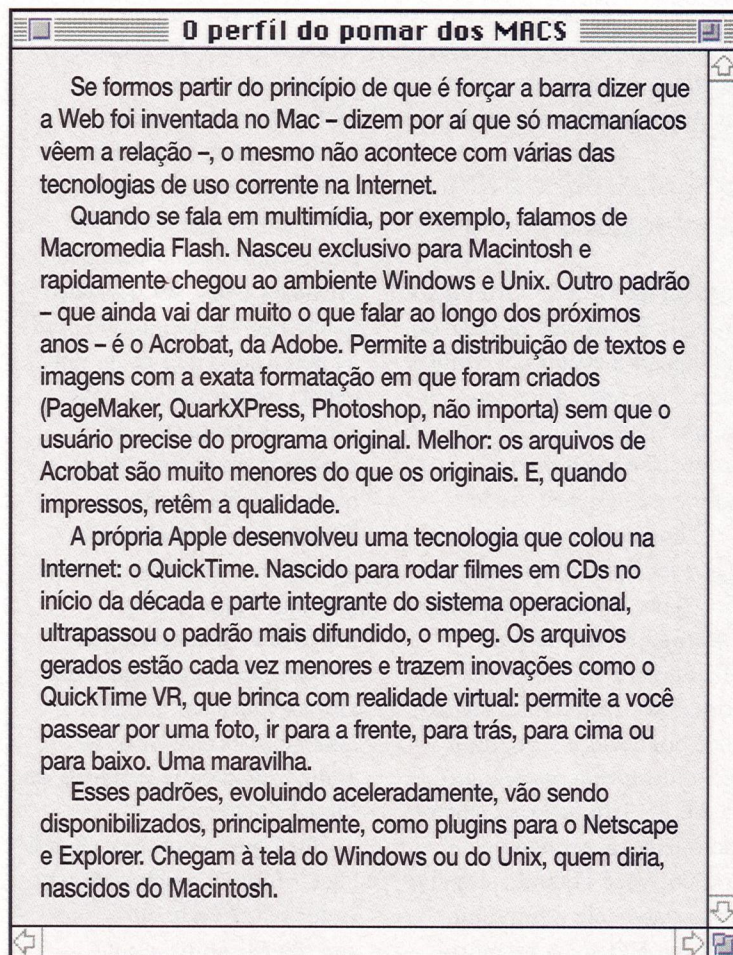 O perfíl do pomar dos MACS
Se formos partir do princípio de que é forçar a barra dizer que
a Web foi inventada no Mac – dizem por aí que só macmaníacos
vêem a relação –, o mesmo não acontece com várias das
tecnologias de uso corrente na Internet.
Quando se fala em multimídia, por exemplo, falamos de
Macromedia Flash. Nasceu exclusivo para Macintosh e
rapidamente chegou ao ambiente Windows e Unix. Outro padrão
– que ainda vai dar muito o que falar ao longo dos próximos
anos – é o Acrobat, da Adobe. Permite a distribuição de textos e
imagens com a exata formatação em que foram criados
(PageMaker, QuarkXPress, Photoshop, não importa) sem que o
usuário precise do programa original. Melhor: os arquivos de
Acrobat são muito menores do que os originais. E, quando
impressos, retêm a qualidade.
A própria Apple desenvolveu uma tecnologia que colou na
Internet: o QuickTime. Nascido para rodar filmes em CDs no
início da década e parte integrante do sistema operacional,
ultrapassou o padrão mais difundido, o mpeg. Os arquivos
gerados estão cada vez menores e trazem inovações como o
QuickTime VR, que brinca com realidade virtual: permite a você
passear por uma foto, ir para a frente, para trás, para cima ou
para baixo. Uma maravilha.
Esses padrões, evoluindo aceleradamente, vão sendo
disponibilizados, principalmente, como plugins para o Netscape
e Explorer. Chegam à tela do Windows ou do Unix, quem diria,
nascidos do Macintosh.